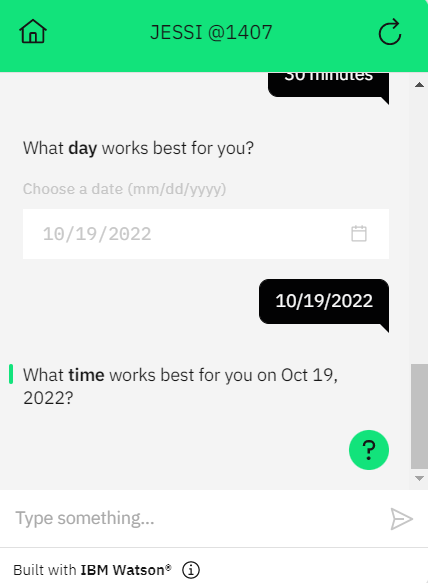 JESSI @1407
30 minutes
What day works best for you?
Choose a date (mm/dd/yyyy)
10/19/2022
10/19/2022
What time works best for you on Oct 19,
2022?
?
Type something...
Built with IBM Watson®